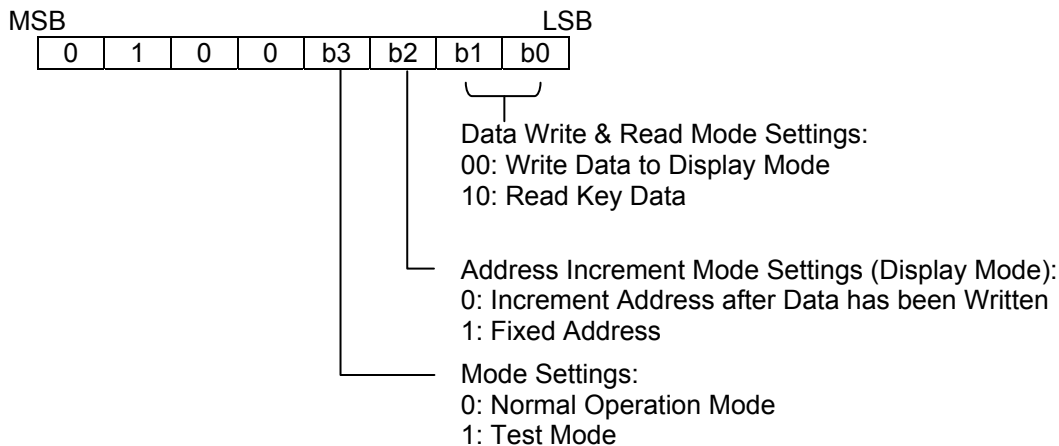 MSB LSB
0 1 0 0 b3 b2 b1 b0
Data Write & Read Mode Settings:
00: Write Data to Display Mode
10: Read Key Data
Address Increment Mode Settings (Display Mode):
0: Increment Address after Data has been Written
1: Fixed Address
Mode Settings:
0: Normal Operation Mode
1: Test Mode